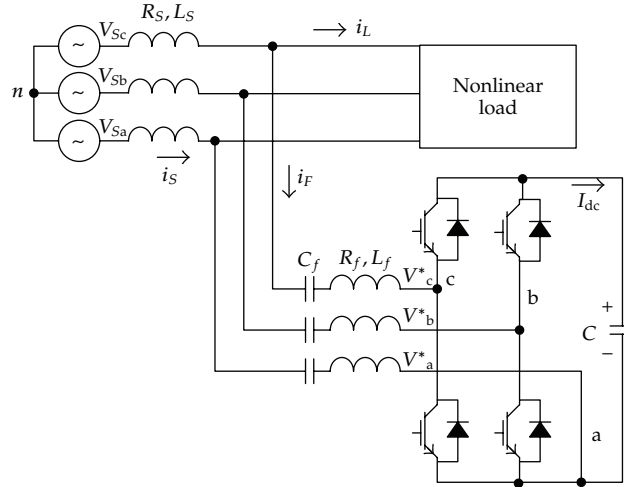 R_S, L_S
V_Sc
i_L
V_Sb
n
Nonlinear
load
V_Sa
i_S
i_F
I_dc
C_f
R_f, L_f
V*_c
c
b
V*_b
+
C
−
V*_a
a
~
~
~